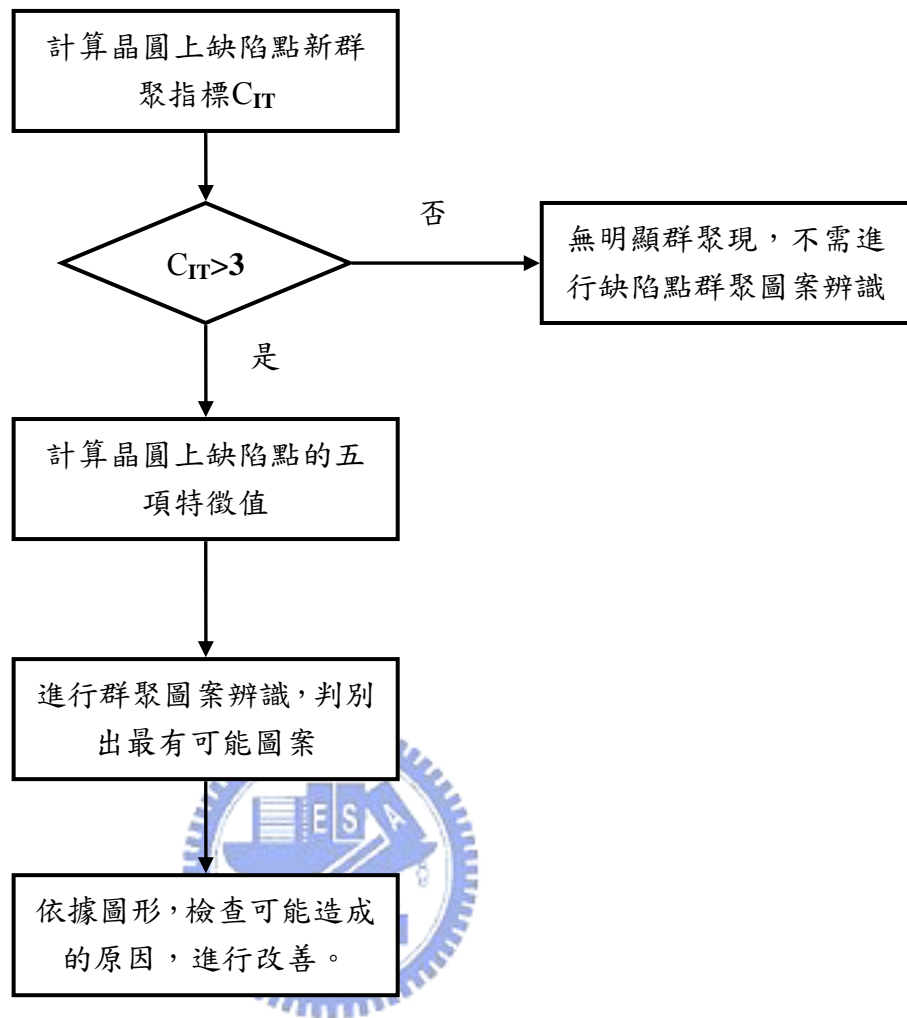 計算晶圓上缺陷點新群
聚指標C_IT
否
C_IT>3
無明顯群聚現，不需進
行缺陷點群聚圖案辨識
是
計算晶圓上缺陷點的五
項特徵值
進行群聚圖案辨識，判別
出最有可能圖案
E S A
依據圖形，檢查可能造成
的原因，進行改善。